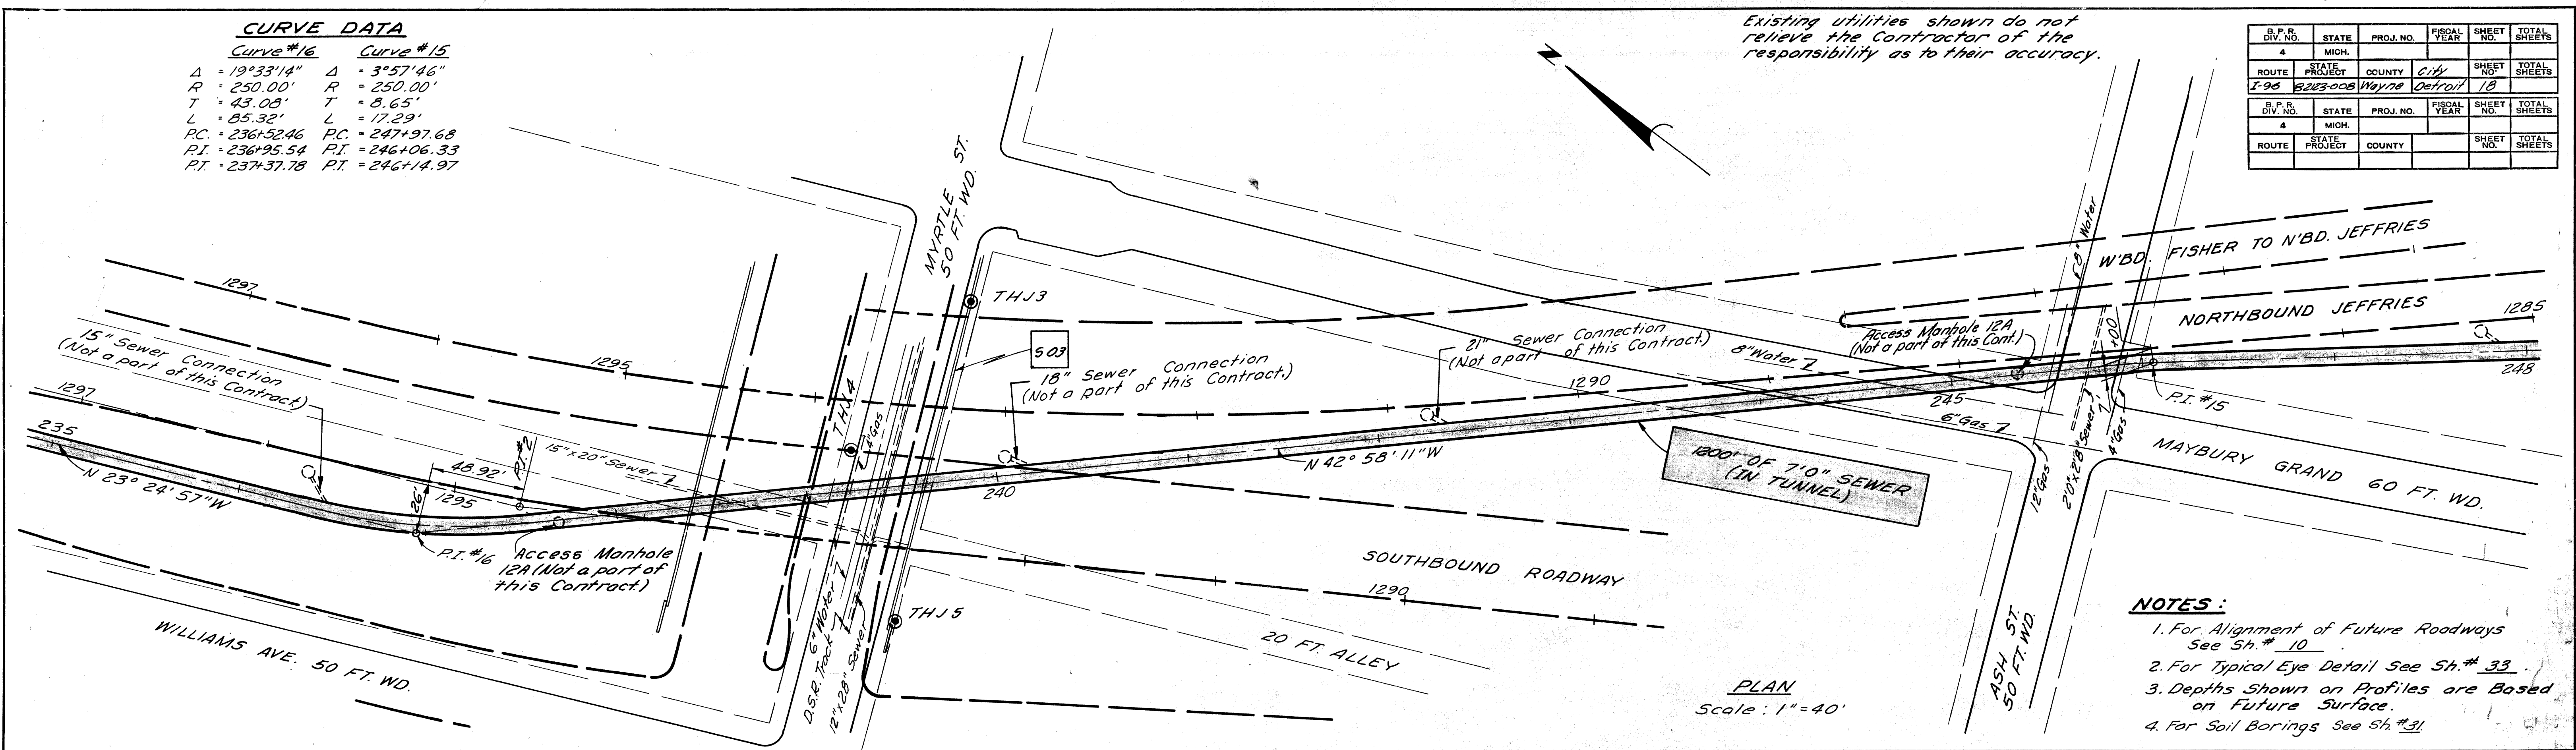 CURVE DATA
Curve #16 Curve #15
Δ = 19°33'14" Δ = 3°57'46"
R = 250.00' R = 250.00'
T = 43.08' T = 8.65'
L = 85.32' L = 17.29'
P.C. = 236+52.46 P.C. = 247+97.68
P.I. = 236+95.54 P.I. = 246+06.33
P.T. = 237+37.78 P.T. = 246+14.97
Existing utilities shown do not
relieve the Contractor of the
responsibility as to their accuracy.
N
B.P.R. DIV. NO. STATE PROJ. NO. FISCAL YEAR SHEET NO. TOTAL SHEETS
4 MICH.
ROUTE STATE PROJECT COUNTY City SHEET NO. TOTAL SHEETS
I-96 Wayne Detroit 18
B.P.R. DIV. NO. STATE PROJ. NO. FISCAL YEAR SHEET NO. TOTAL SHEETS
4 MICH.
ROUTE STATE PROJECT COUNTY SHEET NO. TOTAL SHEETS
MYRTLE ST.
50 FT. WD.
8" Water
W'BD. FISHER TO N'BD. JEFFRIES
NORTHBOUND JEFFRIES
1285
1297
1295
THJ3
S03
15" Sewer Connection
(Not a part of this Contract.)
18" Sewer Connection
(Not a part of this Contract.)
21" Sewer Connection
(Not a part of this Contract.)
8" Water
Access Manhole 12A
(Not a part of this Cont.)
1290
245
248
P.I. #15
1297
235
N 23° 24' 57" W
48.92'
26'
1295
P.I. #2
15"x20" Sewer
THX4
4" Gas
240
N 42° 58' 11" W
6" Gas
1200' OF 7'0" SEWER
(IN TUNNEL)
12" Gas
2'0"x2'8" Sewer
4" Gas
MAYBURY GRAND 60 FT. WD.
P.I. #16
Access Manhole
12A (Not a part of
this Contract.)
SOUTHBOUND ROADWAY
1290
WILLIAMS AVE. 50 FT. WD.
D.S.R. Track
6" Water
12"x28" Sewer
THJ5
20 FT. ALLEY
ASH ST.
50 FT. WD.
PLAN
Scale: 1"=40'
NOTES:
1. For Alignment of Future Roadways
See Sh.# 10.
2. For Typical Eye Detail See Sh.# 33.
3. Depths Shown on Profiles are Based
on Future Surface.
4. For Soil Borings See Sh.# 31